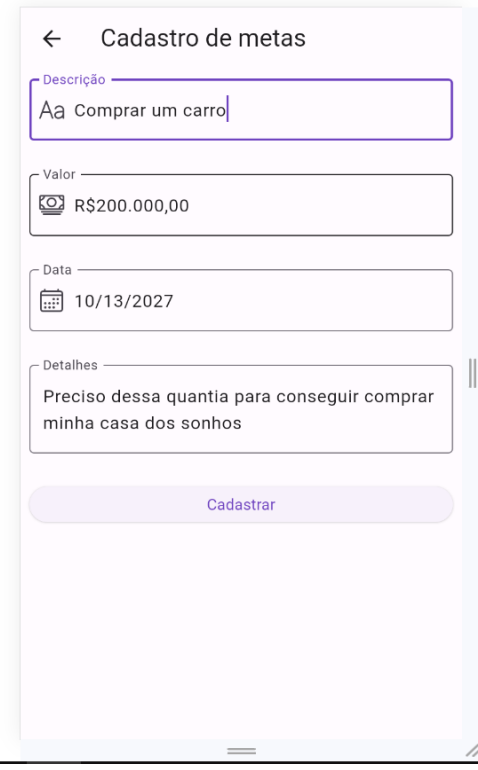 Cadastro de metas
Descrição
Aa Comprar um carro
Valor
R$200.000,00
Data
10/13/2027
Detalhes
Preciso dessa quantia para conseguir comprar
minha casa dos sonhos
Cadastrar